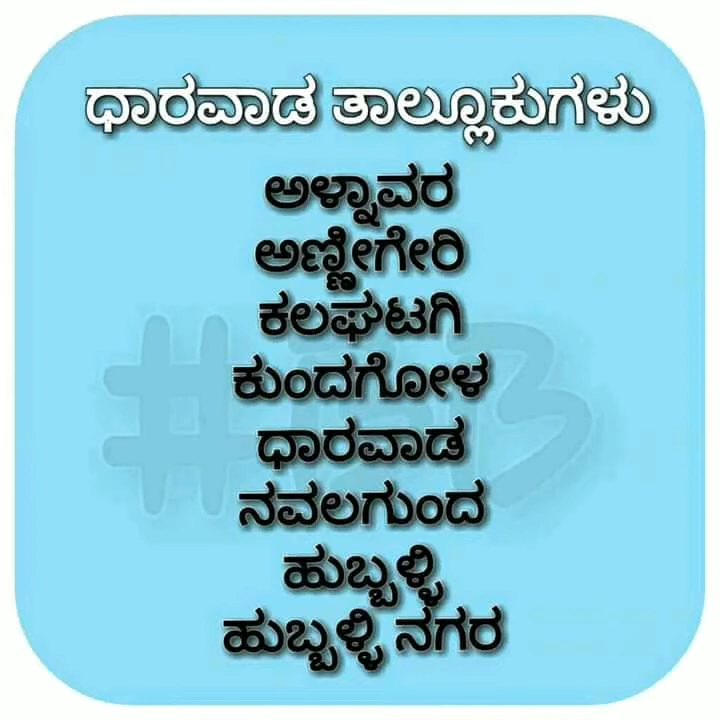 ಧಾರವಾಡ ತಾಲ್ಲೂಕುಗಳು
ಅಳ್ನಾವರ
ಅಣ್ಣೀಗೇರಿ
ಕಲಘಟಗಿ
ಕುಂದಗೋಳ
ಧಾರವಾಡ
ನವಲಗುಂದ
ಹುಬ್ಬಳ್ಳಿ
ಹುಬ್ಬಳ್ಳಿ ನಗರ